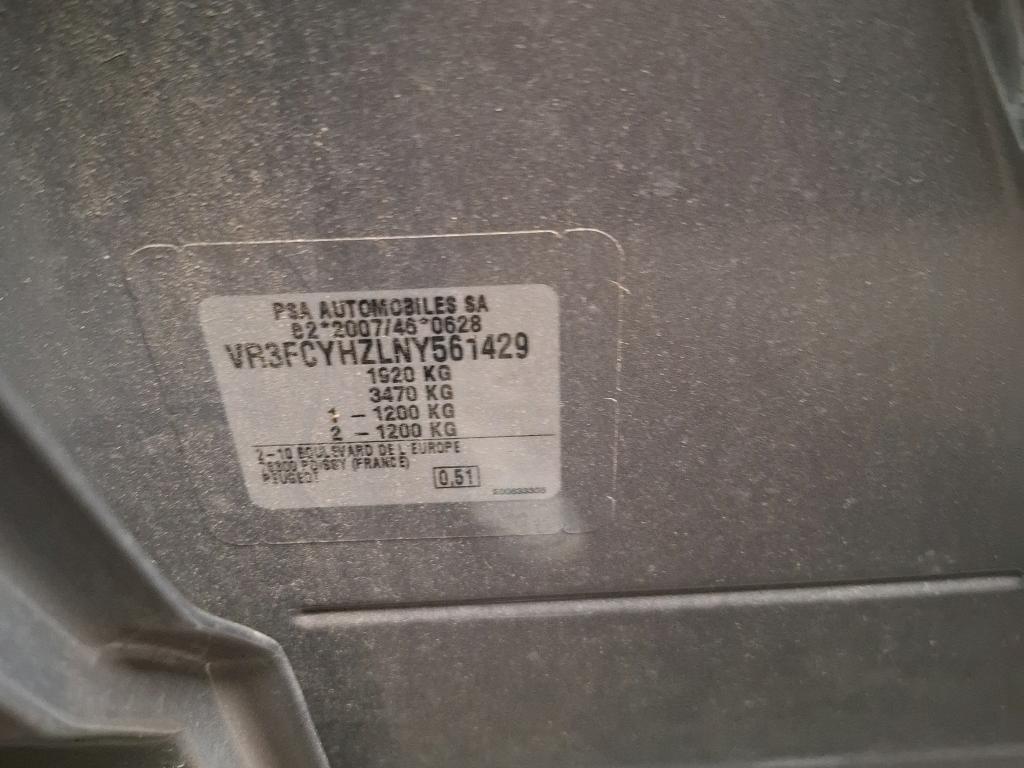 PSA AUTOMOBILES SA
e2*2007/46*0628
VR3FCYHZLNY561429
1920 KG
3470 KG
1 - 1200 KG
2 - 1200 KG
2-10 BOULEVARD DE L'EUROPE
78300 POISSY (FRANCE)
PEUGEOT
0,51